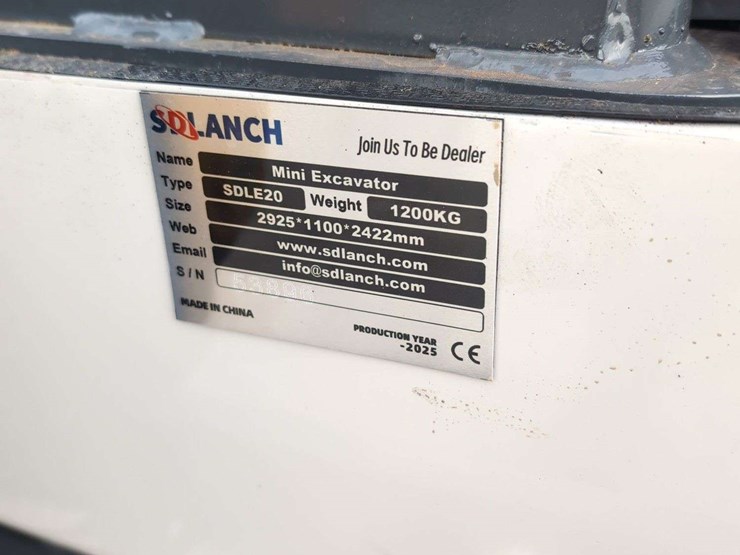 SDLANCH
Join Us To Be Dealer
Name Mini Excavator
Type SDLE20 Weight 1200KG
Size 2925*1100*2422mm
Web www.sdlanch.com
Email info@sdlanch.com
S / N
MADE IN CHINA
PRODUCTION YEAR
-2025 CE